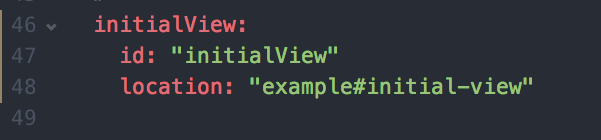 46 initialView:
47 id: "initialView"
48 location: "example#initial-view"
49